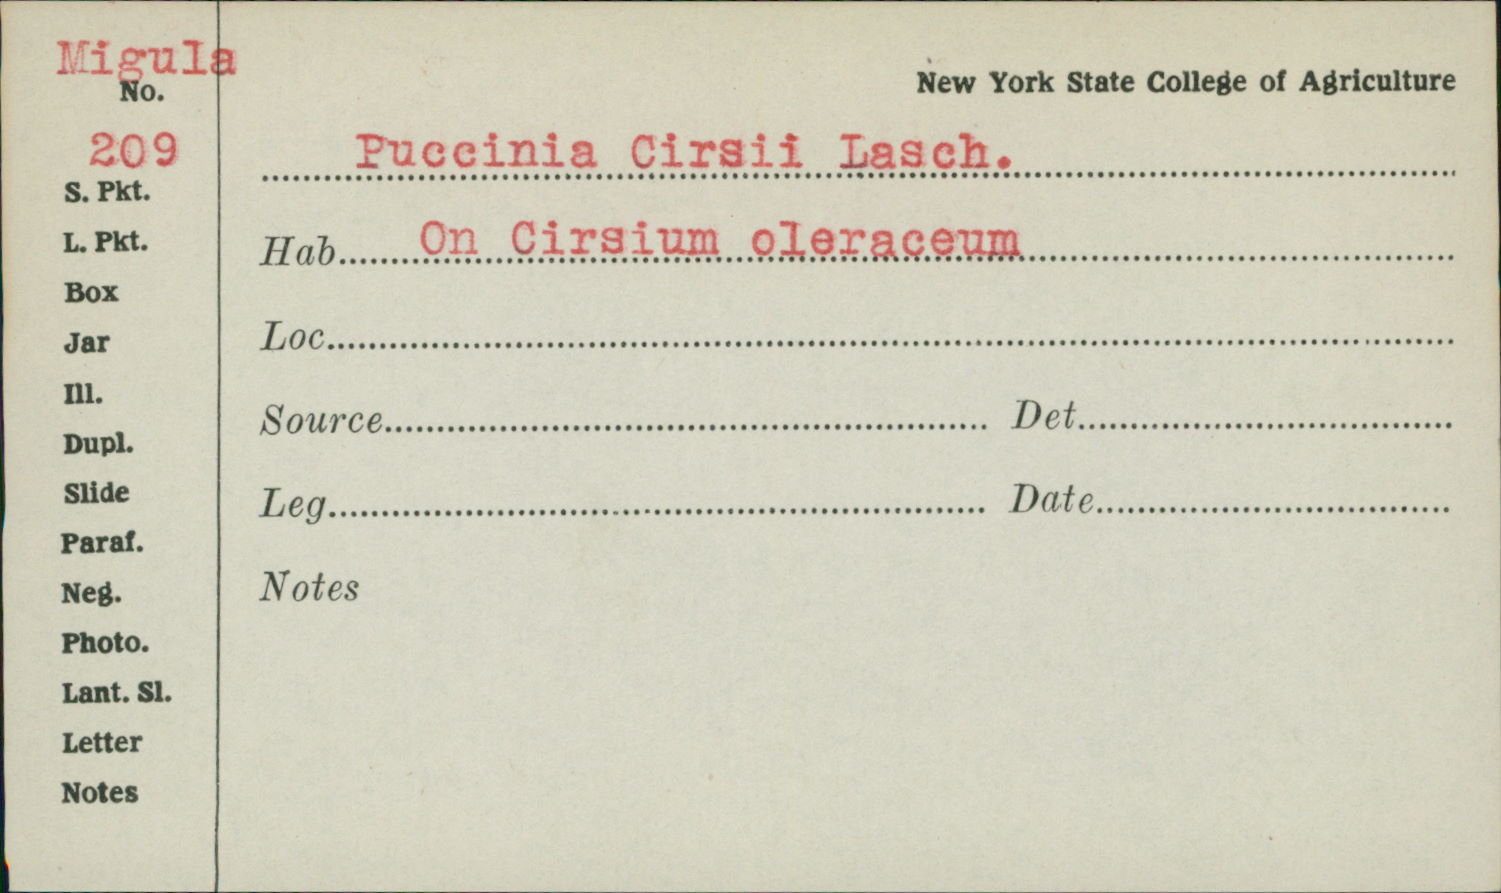 Migula
No.
209
S. Pkt.
L. Pkt.
Box
Jar
Ill.
Dupl.
Slide
Paraf.
Neg.
Photo.
Lant. Sl.
Letter
Notes
New York State College of Agriculture
Puccinia Cirsii Lasch.
Hab. On Cirsium oleraceum
Loc.
Source Det.
Leg. Date
Notes